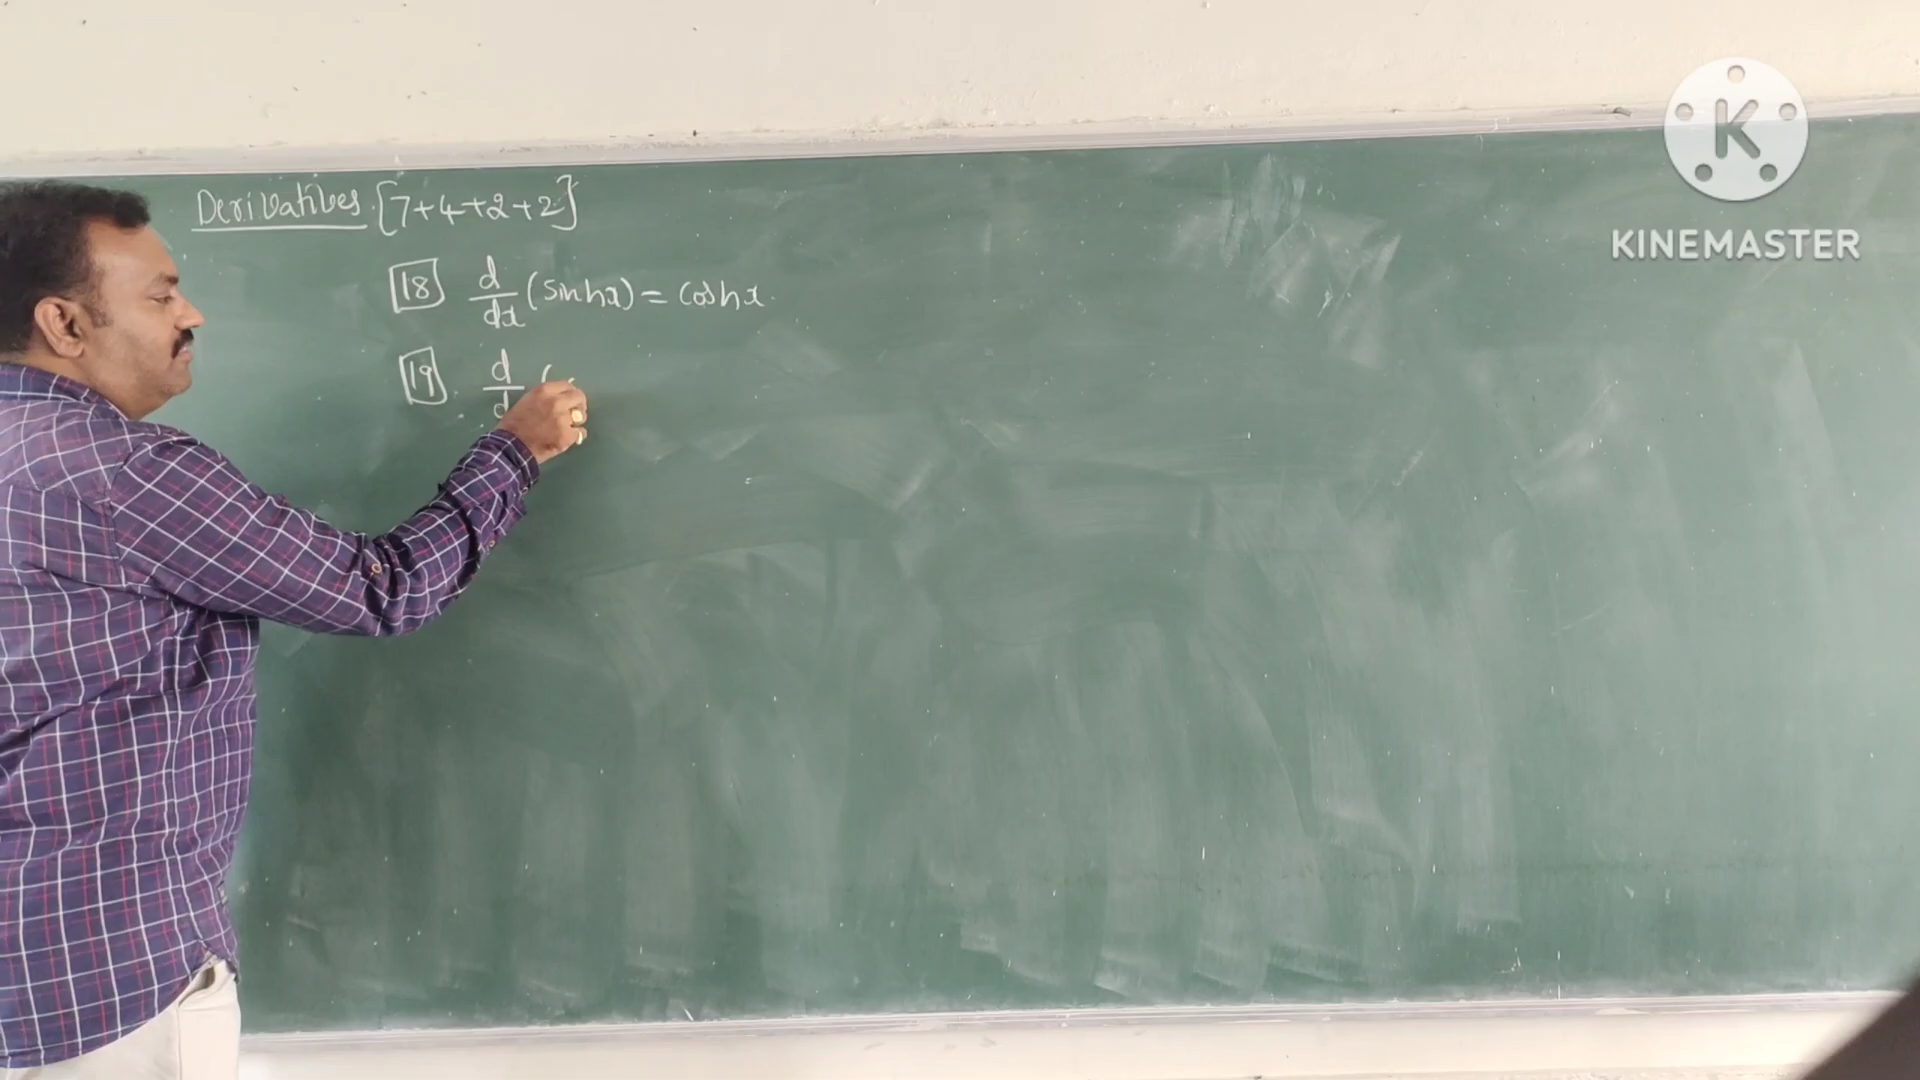 Derivatives [7+4+2+2]
18 d/dx (sinhx) = coshx.
19 d/d (
K
KINEMASTER